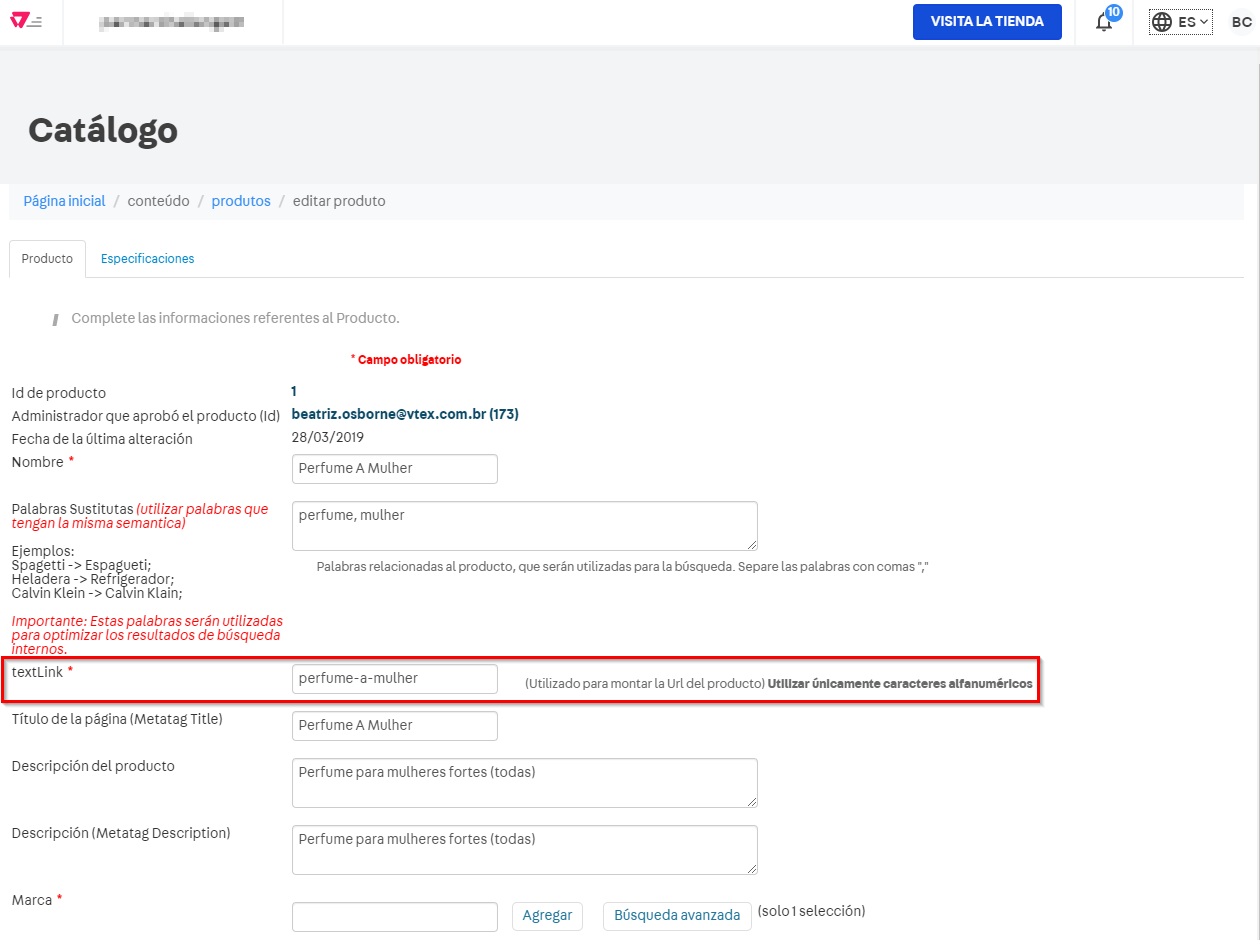 VISITA LA TIENDA
10
ES
BC
Catálogo
Página inicial / conteúdo / produtos / editar produto
Producto
Especificaciones
Complete las informaciones referentes al Producto.
* Campo obligatorio
Id de producto 1
Administrador que aprobó el producto (Id) beatriz.osborne@vtex.com.br (173)
Fecha de la última alteración 28/03/2019
Nombre * Perfume A Mulher
Palabras Sustitutas (utilizar palabras que
tengan la misma semantica)
perfume, mulher
Ejemplos:
Spagetti -> Espagueti;
Heladera -> Refrigerador;
Calvin Klein -> Calvin Klain;
Palabras relacionadas al producto, que serán utilizadas para la búsqueda. Separe las palabras con comas ","
Importante: Estas palabras serán utilizadas
para optimizar los resultados de búsqueda
internos.
textLink * perfume-a-mulher (Utilizado para montar la Url del producto) Utilizar únicamente caracteres alfanuméricos
Título de la página (Metatag Title) Perfume A Mulher
Descripción del producto Perfume para mulheres fortes (todas)
Descripción (Metatag Description) Perfume para mulheres fortes (todas)
Marca * Agregar Búsqueda avanzada (solo 1 selección)